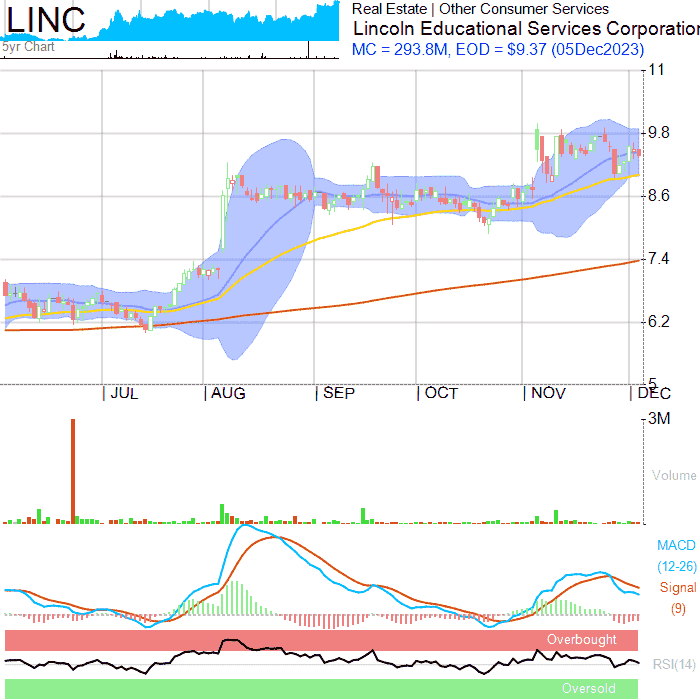 LINC
5yr Chart
Real Estate | Other Consumer Services
Lincoln Educational Services Corporation
MC = 293.8M, EOD = $9.37 (05Dec2023)
11
9.8
8.6
7.4
6.2
5
JUL AUG SEP OCT NOV DEC
3M
Volume
MACD
(12-26)
Signal
(9)
Overbought
RSI(14)
Oversold